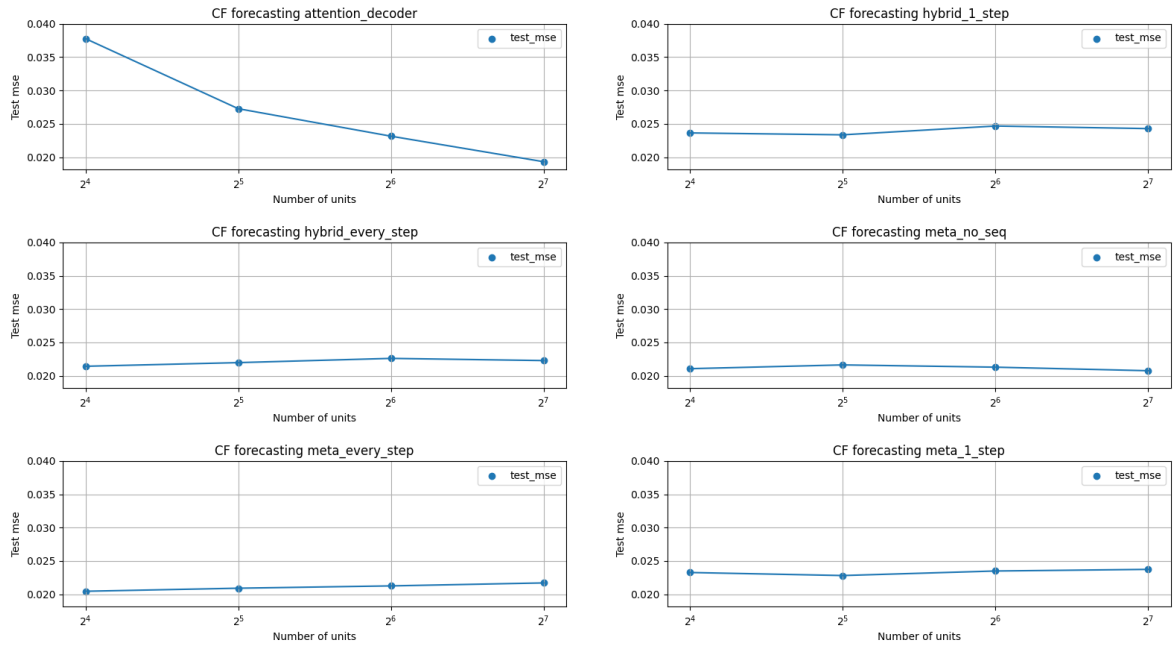 CF forecasting attention_decoder
0.040
0.035
0.030
0.025
0.020
Test mse
test_mse
2^4
2^5
2^6
2^7
Number of units
CF forecasting hybrid_1_step
0.040
0.035
0.030
0.025
0.020
Test mse
test_mse
2^4
2^5
2^6
2^7
Number of units
CF forecasting hybrid_every_step
0.040
0.035
0.030
0.025
0.020
Test mse
test_mse
2^4
2^5
2^6
2^7
Number of units
CF forecasting meta_no_seq
0.040
0.035
0.030
0.025
0.020
Test mse
test_mse
2^4
2^5
2^6
2^7
Number of units
CF forecasting meta_every_step
0.040
0.035
0.030
0.025
0.020
Test mse
test_mse
2^4
2^5
2^6
2^7
Number of units
CF forecasting meta_1_step
0.040
0.035
0.030
0.025
0.020
Test mse
test_mse
2^4
2^5
2^6
2^7
Number of units